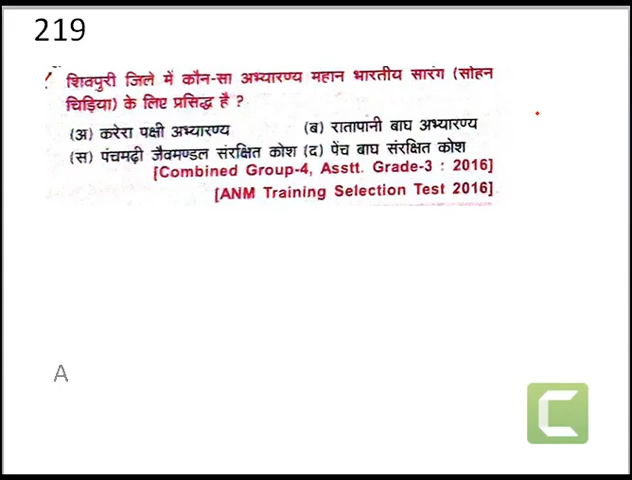 219
शिवपुरी जिले में कौन-सा अभ्यारण्य महान भारतीय सारंग (सोहन
चिड़िया) के लिए प्रसिद्ध है ?
(अ) करेरा पक्षी अभ्यारण्य (ब) रातापानी बाघ अभ्यारण्य
(स) पंचमढ़ी जैवमण्डल संरक्षित कोश (द) पेंच बाघ संरक्षित कोश
[Combined Group-4, Asstt. Grade-3 : 2016]
[ANM Training Selection Test 2016]
A